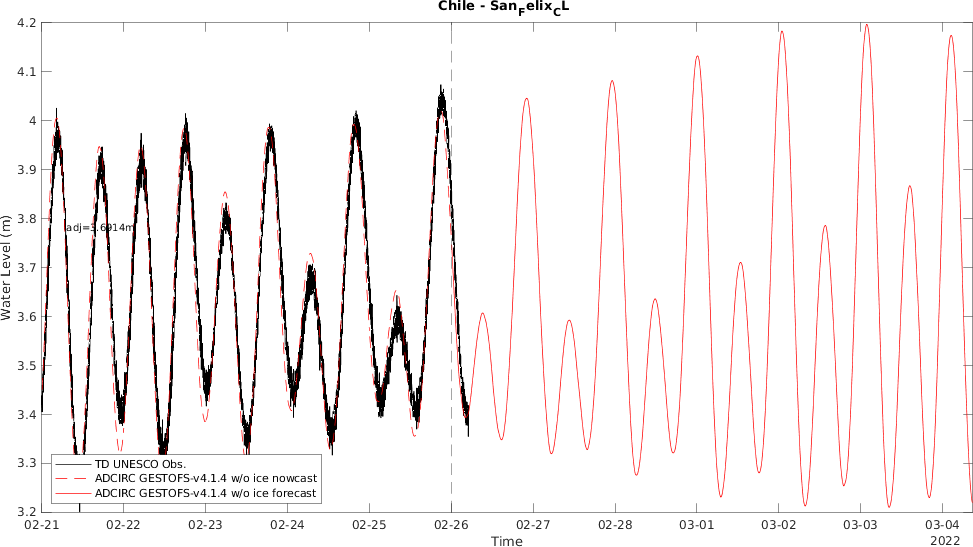 Chile - SanFelixCL
4.2
4.1
4
3.9
3.8
3.7
3.6
3.5
3.4
3.3
3.2
Water Level (m)
adj=3.6914m
TD UNESCO Obs.
ADCIRC GESTOFS-v4.1.4 w/o ice nowcast
ADCIRC GESTOFS-v4.1.4 w/o ice forecast
02-21 02-22 02-23 02-24 02-25 02-26 02-27 02-28 03-01 03-02 03-03 03-04
Time
2022